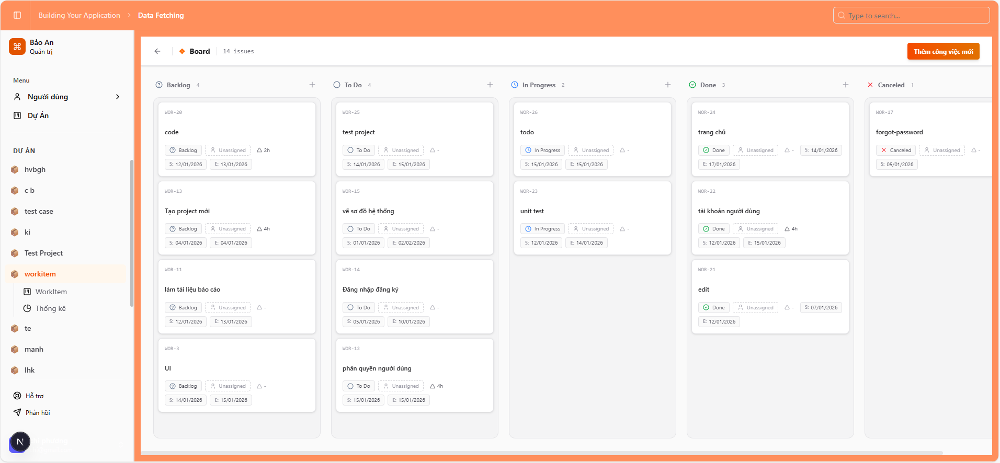 Building Your Application
Data Fetching
Type to search...
Bảo An
Quản trị
Menu
Người dùng
Dự Án
DỰ ÁN
hvbgh
c b
test case
ki
Test Project
workitem
WorkItem
Thống kê
te
manh
lhk
Hỗ trợ
Phản hồi
N
Board
14 issues
Thêm công việc mới
Backlog 4
WOR-20
code
Backlog Unassigned 2h
S: 12/01/2026 E: 13/01/2026
WOR-13
Tạo project mới
Backlog Unassigned 4h
S: 04/01/2026 E: 04/01/2026
WOR-11
làm tài liệu báo cáo
Backlog Unassigned -
S: 12/01/2026 E: 13/01/2026
WOR-3
UI
Backlog Unassigned -
S: 14/01/2026 E: 15/01/2026
To Do 4
WOR-25
test project
To Do Unassigned -
S: 14/01/2026 E: 15/01/2026
WOR-15
vẽ sơ đồ hệ thống
To Do Unassigned -
S: 01/01/2026 E: 02/02/2026
WOR-14
Đăng nhập đăng ký
To Do Unassigned -
S: 05/01/2026 E: 10/01/2026
WOR-12
phân quyền người dùng
To Do Unassigned 4h
S: 15/01/2026 E: 15/01/2026
In Progress 2
WOR-26
todo
In Progress Unassigned -
S: 15/01/2026 E: 15/01/2026
WOR-23
unit test
In Progress Unassigned -
S: 12/01/2026 E: 14/01/2026
Done 3
WOR-24
trang chủ
Done Unassigned - S: 14/01/2026
E: 17/01/2026
WOR-22
tài khoản người dùng
Done Unassigned 4h
S: 12/01/2026 E: 15/01/2026
WOR-21
edit
Done Unassigned - S: 07/01/2026
E: 12/01/2026
Canceled 1
WOR-17
forgot-password
Canceled Unassigned -
S: 05/01/2026